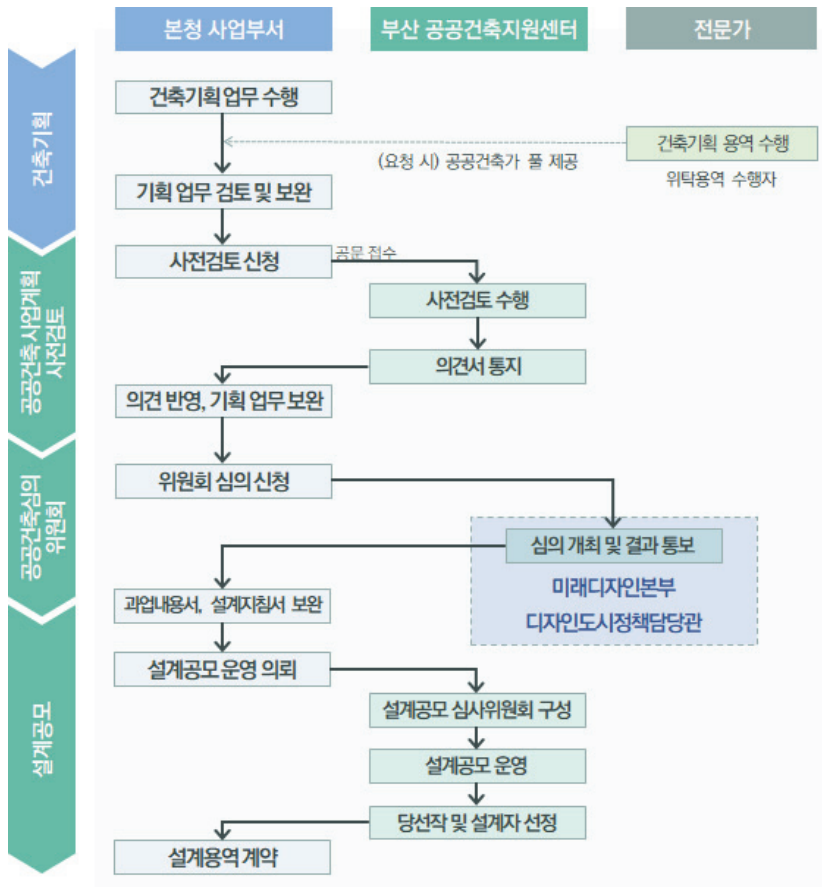 본청 사업부서
부산 공공건축지원센터
전문가
건축기획
건축기획 업무 수행
건축기획 용역 수행
(요청 시) 공공건축가 풀 제공
위탁용역 수행자
기획 업무 검토 및 보완
공공건축 사업계획
사전검토
사전검토 신청
공문 접수
사전검토 수행
의견서 통지
의견 반영, 기획 업무 보완
공공건축심의
위원회
위원회 심의 신청
심의 개최 및 결과 통보
미래디자인본부
디자인도시정책담당관
과업내용서, 설계지침서 보완
설계공모
설계공모 운영 의뢰
설계공모 심사위원회 구성
설계공모 운영
당선작 및 설계자 선정
설계용역 계약